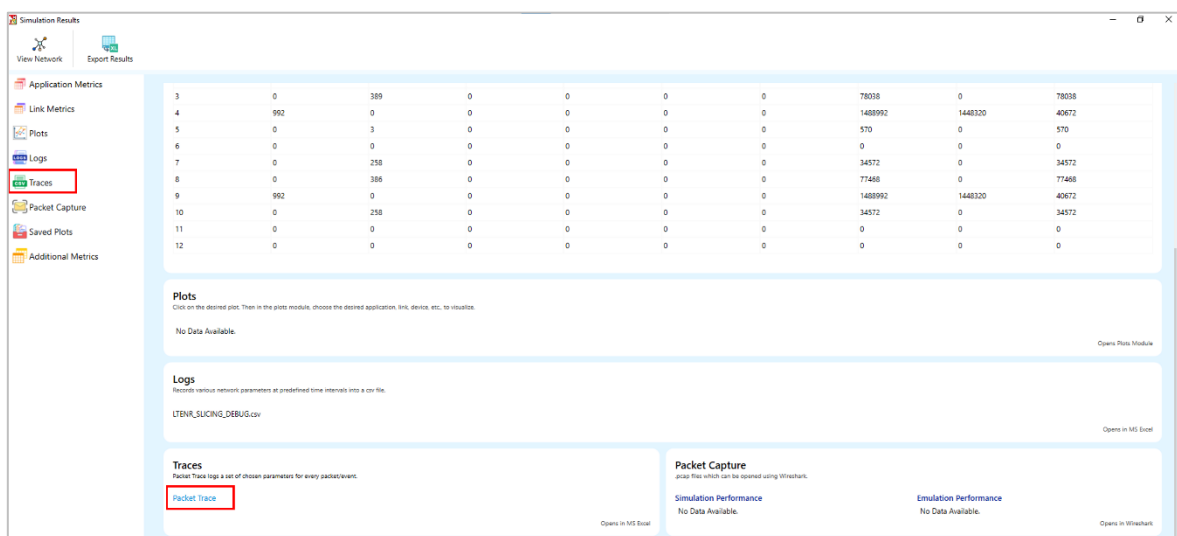 Simulation Results
View Network
Export Results
Application Metrics
Link Metrics
Plots
Logs
Traces
Packet Capture
Saved Plots
Additional Metrics
3 0 389 0 0 0 0 78038 0 78038
4 992 0 0 0 0 0 1488992 1448320 40672
5 0 3 0 0 0 0 570 0 570
6 0 0 0 0 0 0 0 0 0
7 0 258 0 0 0 0 34572 0 34572
8 0 386 0 0 0 0 77468 0 77468
9 992 0 0 0 0 0 1488992 1448320 40672
10 0 258 0 0 0 0 34572 0 34572
11 0 0 0 0 0 0 0 0 0
12 0 0 0 0 0 0 0 0 0
Plots
Click on the desired plot. Then in the plots module, choose the desired application, link, device, etc., to visualize.
No Data Available.
Opens Plots Module
Logs
Records various network parameters at predefined time intervals into a csv file.
LTENR_SLICING_DEBUG.csv
Opens in MS Excel
Traces
Packet Trace logs a set of chosen parameters for every packet/event.
Packet Trace
Opens in MS Excel
Packet Capture
.pcap files which can be opened using Wireshark.
Simulation Performance
No Data Available.
Emulation Performance
No Data Available.
Opens in Wireshark